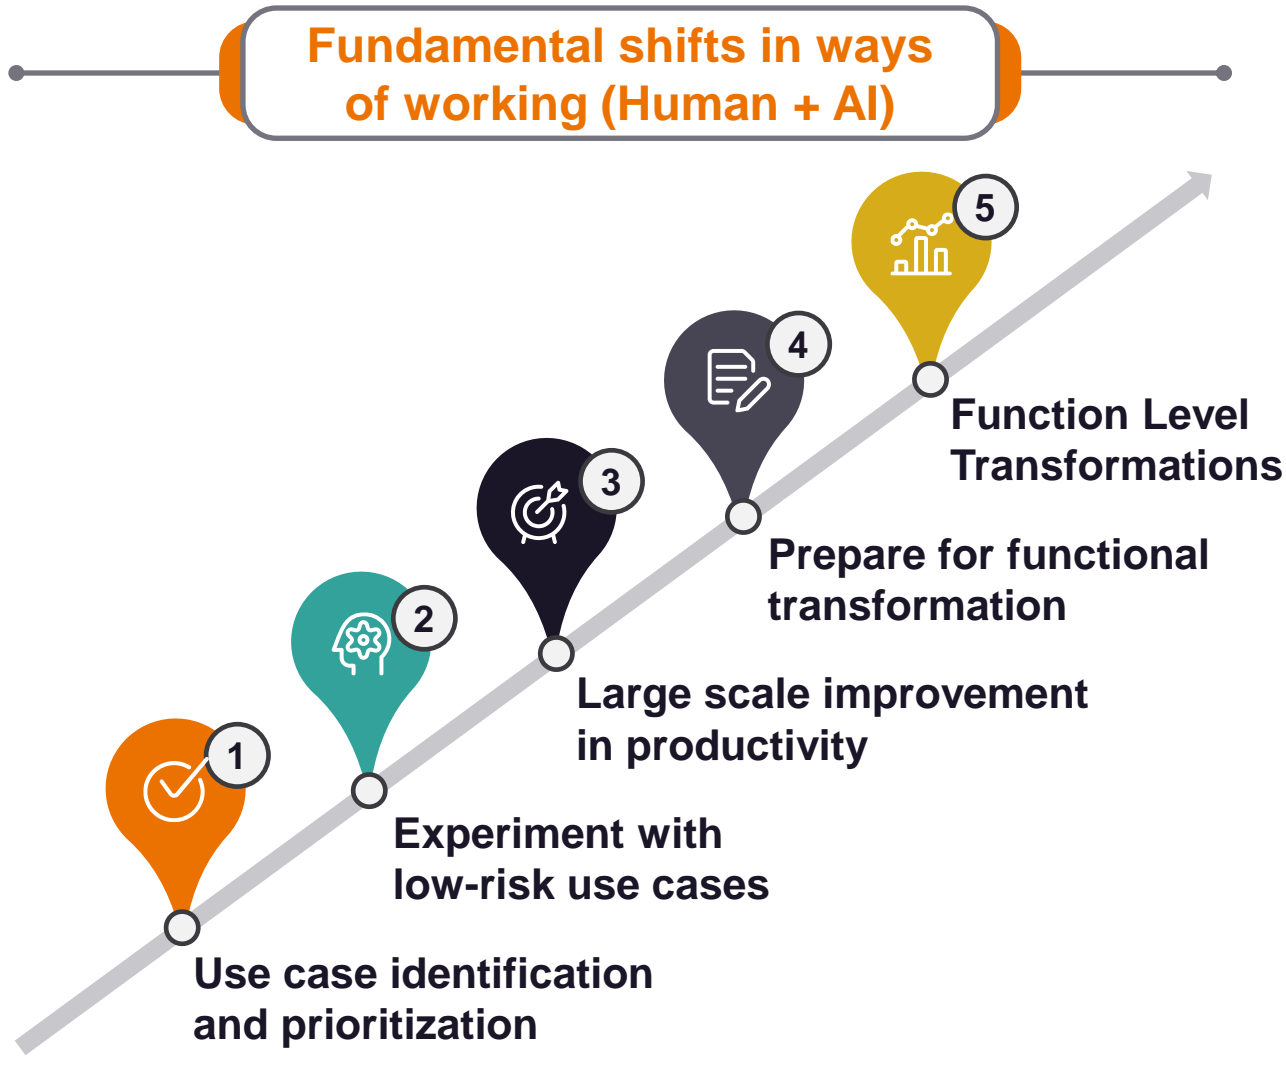 Fundamental shifts in ways
of working (Human + AI)
5
Function Level
Transformations
4
Prepare for functional
transformation
3
Large scale improvement
in productivity
2
Experiment with
low-risk use cases
1
Use case identification
and prioritization